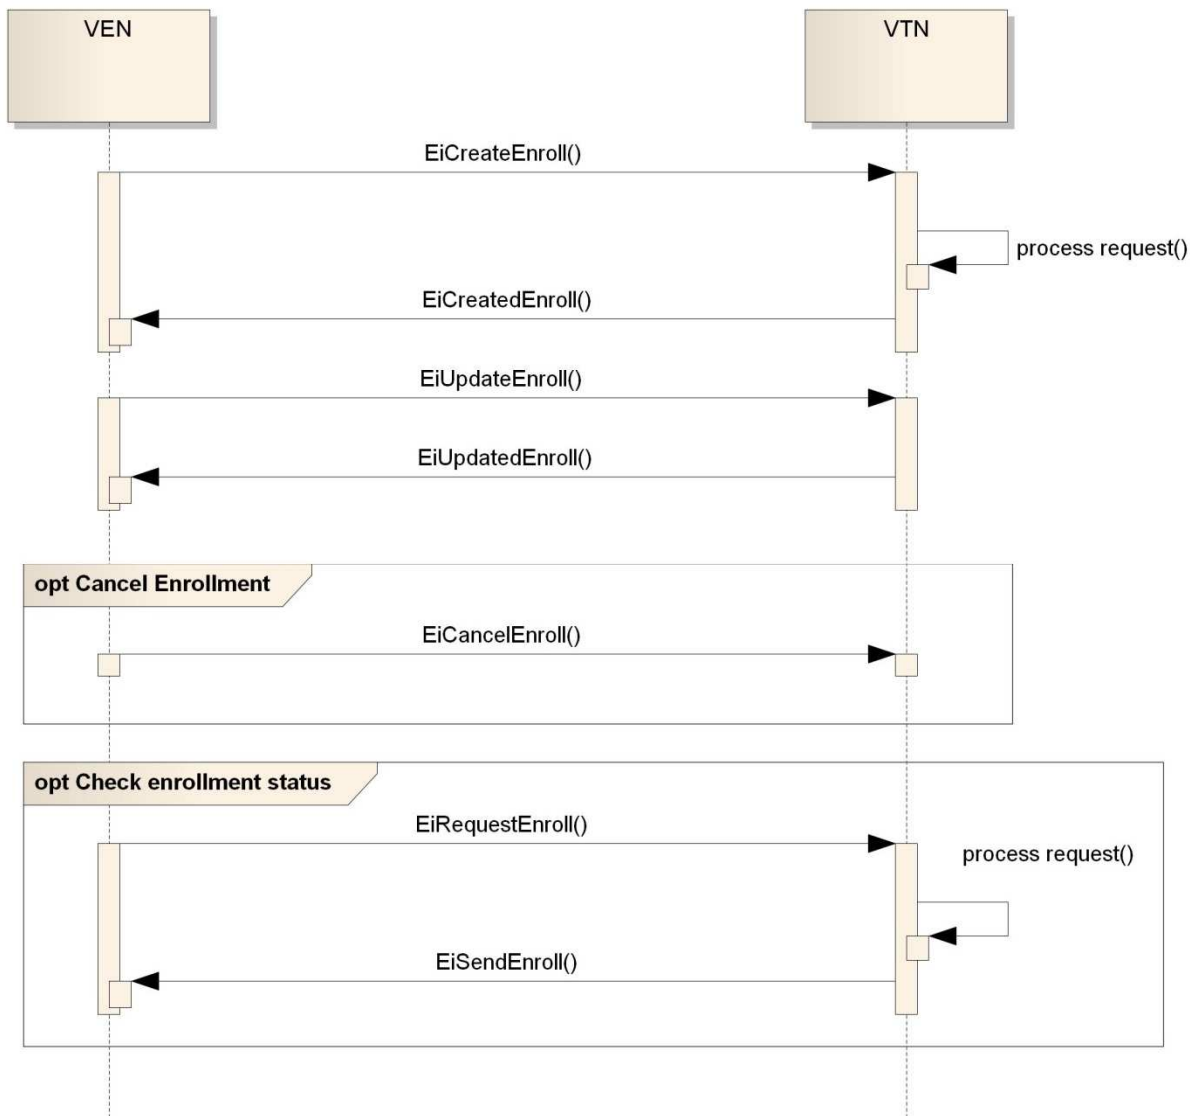 VEN
VTN
EiCreateEnroll()
process request()
EiCreatedEnroll()
EiUpdateEnroll()
EiUpdatedEnroll()
opt Cancel Enrollment
EiCancelEnroll()
opt Check enrollment status
EiRequestEnroll()
process request()
EiSendEnroll()